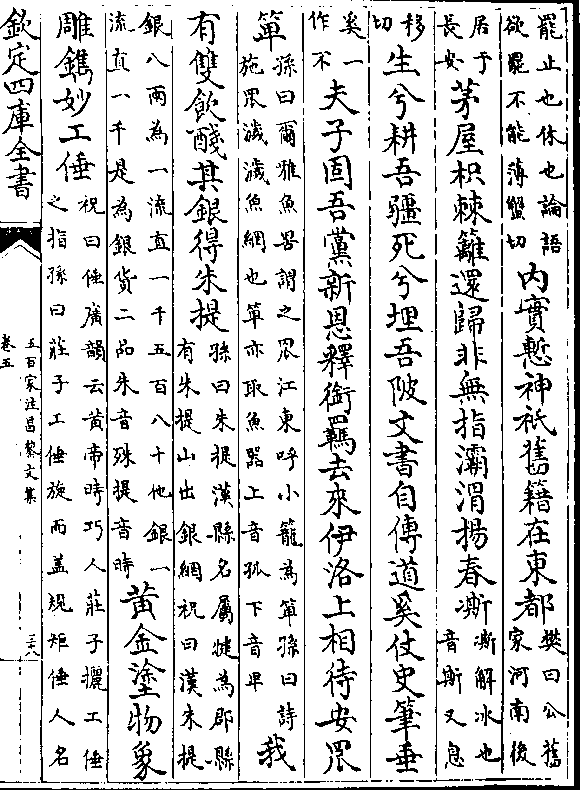 罷止也休也論語
欲罷不能薄蟹切
內實慙神祇舊籍在東都
樊曰公舊
家河南後
居于
長安
茅屋枳棘籬還歸非無指灞渭揚春澌
澌解冰也
音斯又息
移
切
生兮耕吾疆死兮埋吾陂文書自傳道奚仗史筆垂
奚一
作不
夫子固吾黨新恩釋銜羈去來伊洛上相待安罛
箄
孫曰爾雅魚罟謂之罛江東呼小籠為箄孫曰詩
施罛濊濊魚網也箄亦取魚器上音孤下音卑
我
有雙飲醆其銀得朱提
孫曰朱提漢縣名屬犍為郡縣
有朱提山出銀綱祝曰漢朱提
銀八兩為一流直一千五百八十他銀一
流直一千是為銀貨二品朱音殊提音時
黃金塗物象
雕鐫妙工倕
祝曰倕廣韻云黃帝時巧人莊子攦工倕
之指孫曰莊子工倕旋而蓋規矩倕人名
欽定四庫全書
五百家注昌黎文集
卷五